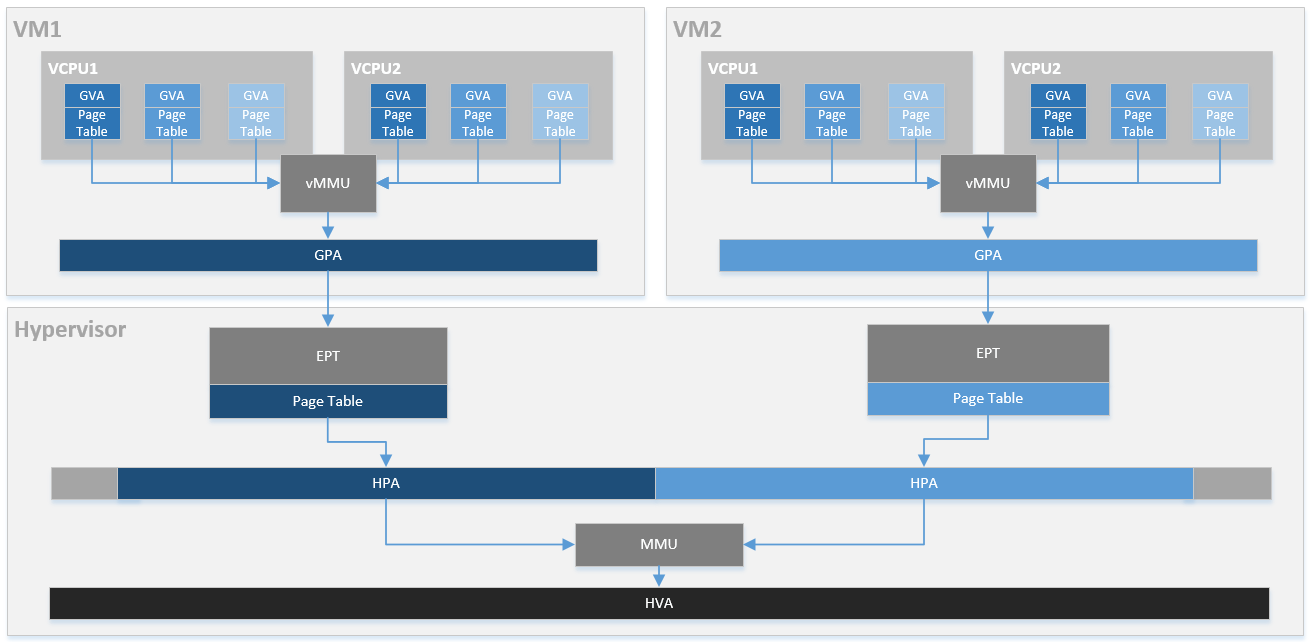 VM1
VCPU1
GVA
Page
Table
GVA
Page
Table
GVA
Page
Table
VCPU2
GVA
Page
Table
GVA
Page
Table
GVA
Page
Table
vMMU
GPA
VM2
VCPU1
GVA
Page
Table
GVA
Page
Table
GVA
Page
Table
VCPU2
GVA
Page
Table
GVA
Page
Table
GVA
Page
Table
vMMU
GPA
Hypervisor
EPT
Page Table
EPT
Page Table
HPA
HPA
MMU
HVA